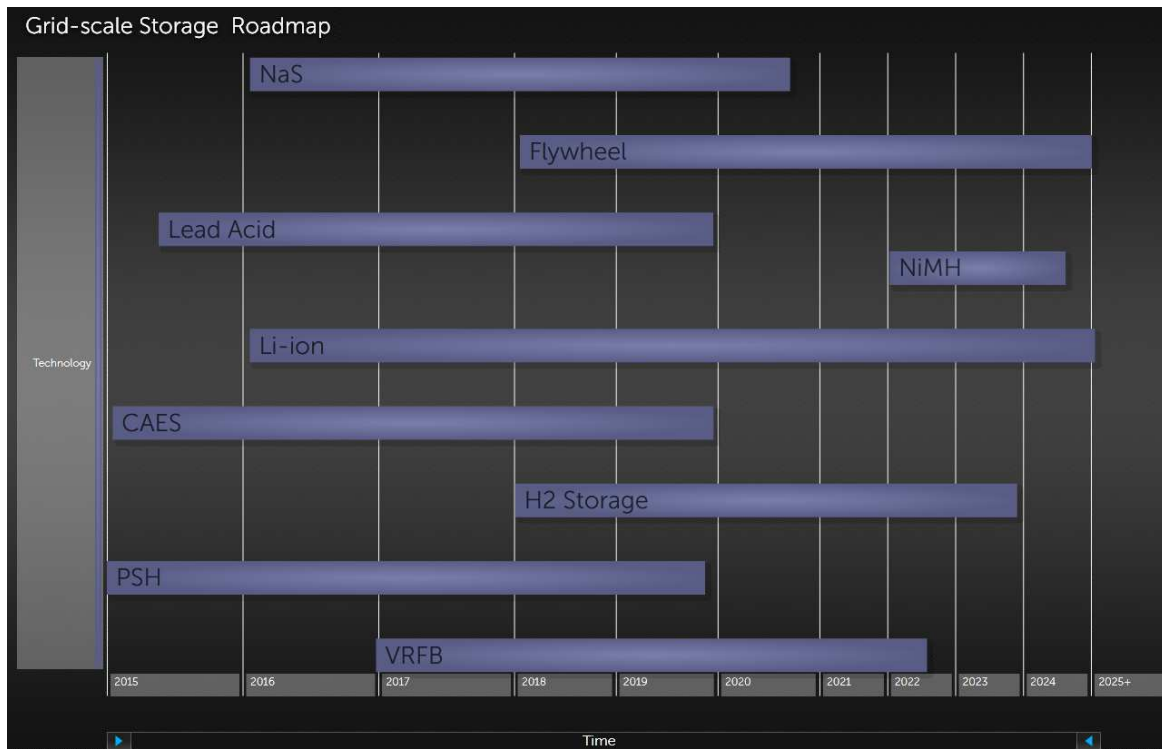 Grid-scale Storage Roadmap
NaS
Flywheel
Lead Acid
NiMH
Li-ion
Technology
CAES
H2 Storage
PSH
VRFB
2015 2016 2017 2018 2019 2020 2021 2022 2023 2024 2025+
Time